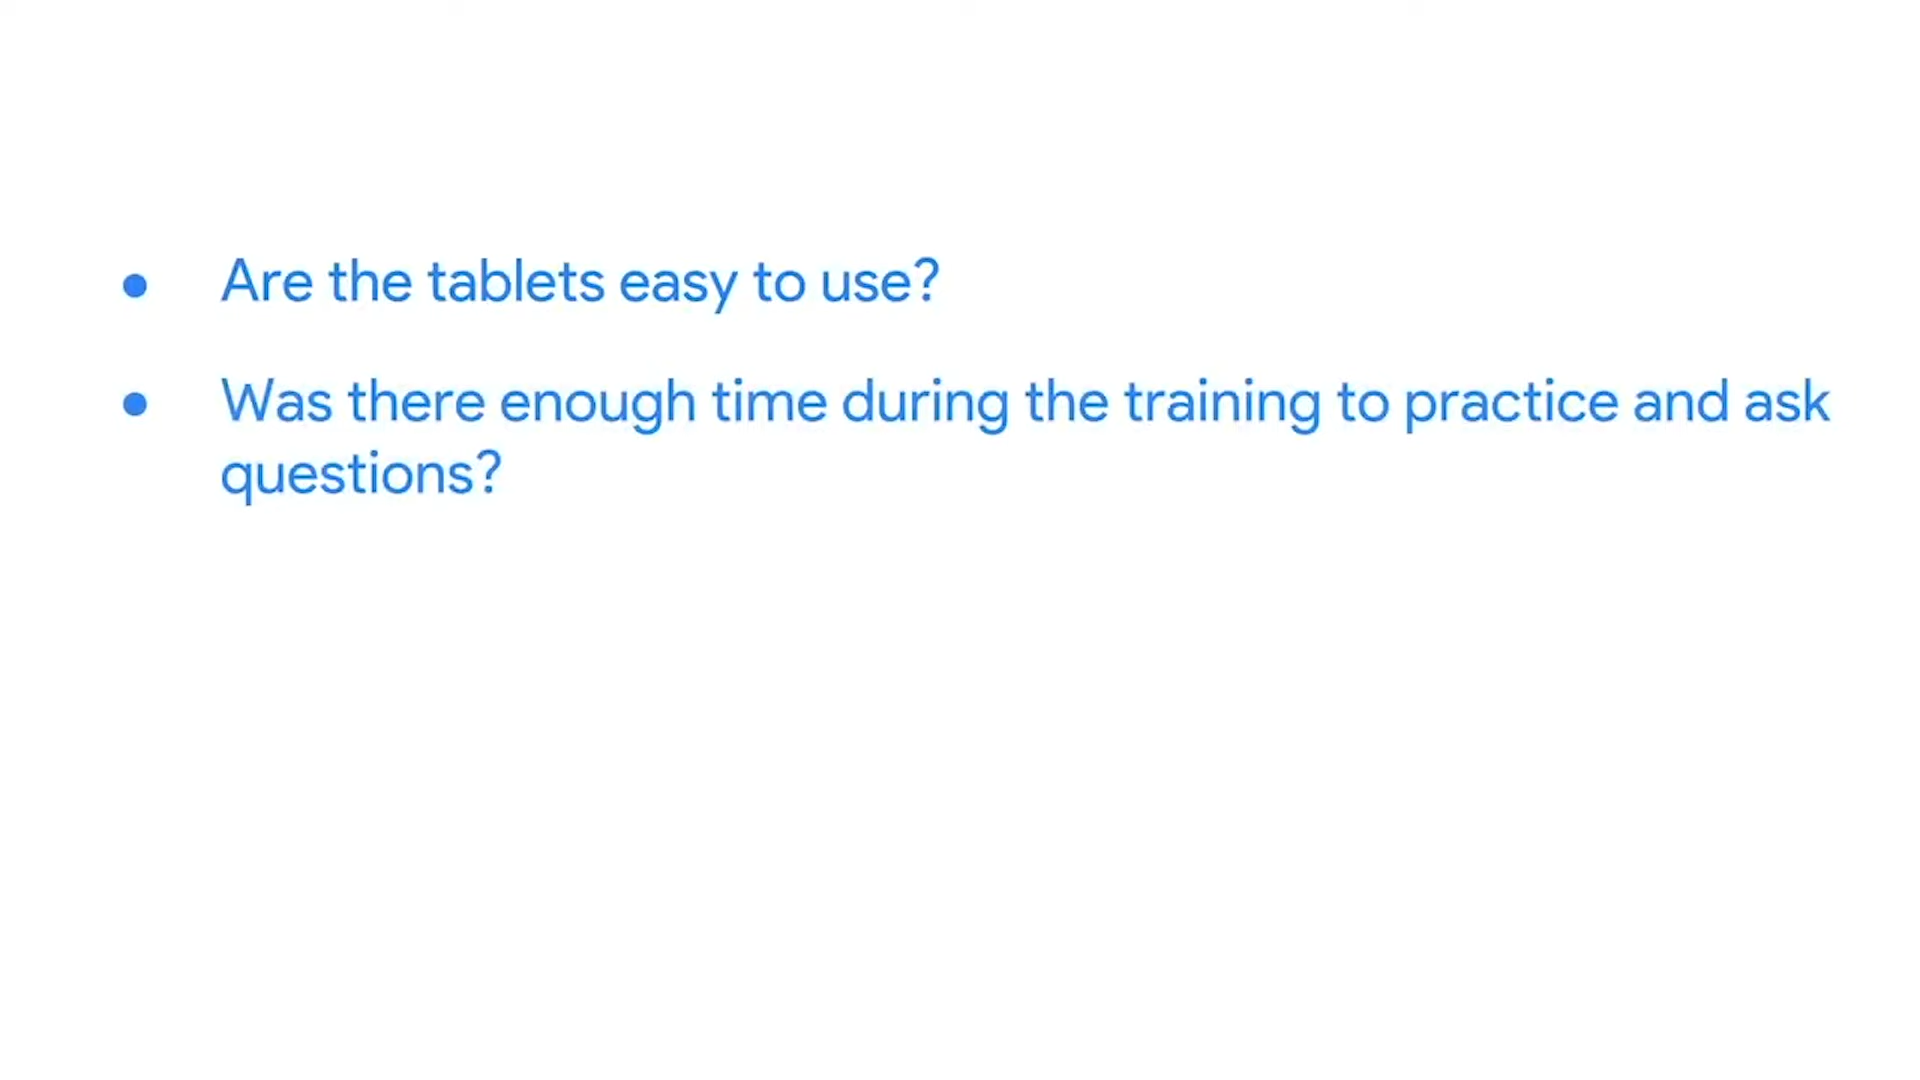 ● Are the tablets easy to use?
● Was there enough time during the training to practice and ask
questions?